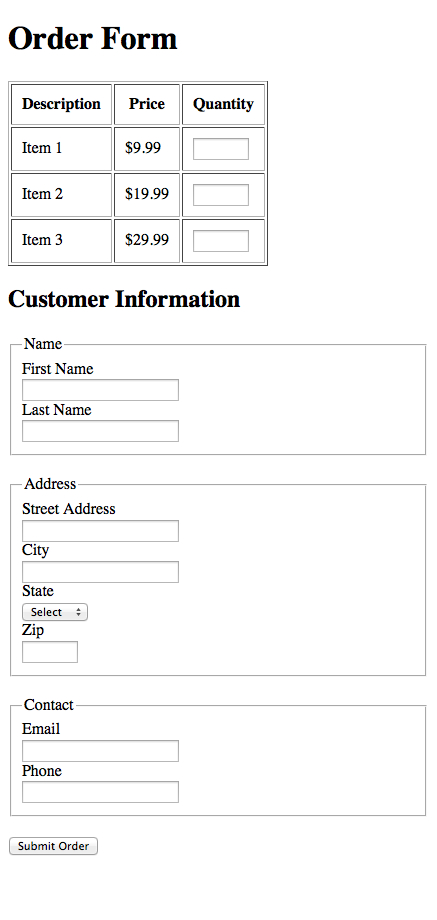 Order Form
Description Price Quantity
Item 1 $9.99
Item 2 $19.99
Item 3 $29.99
Customer Information
Name
First Name
Last Name
Address
Street Address
City
State
Select
Zip
Contact
Email
Phone
Submit Order